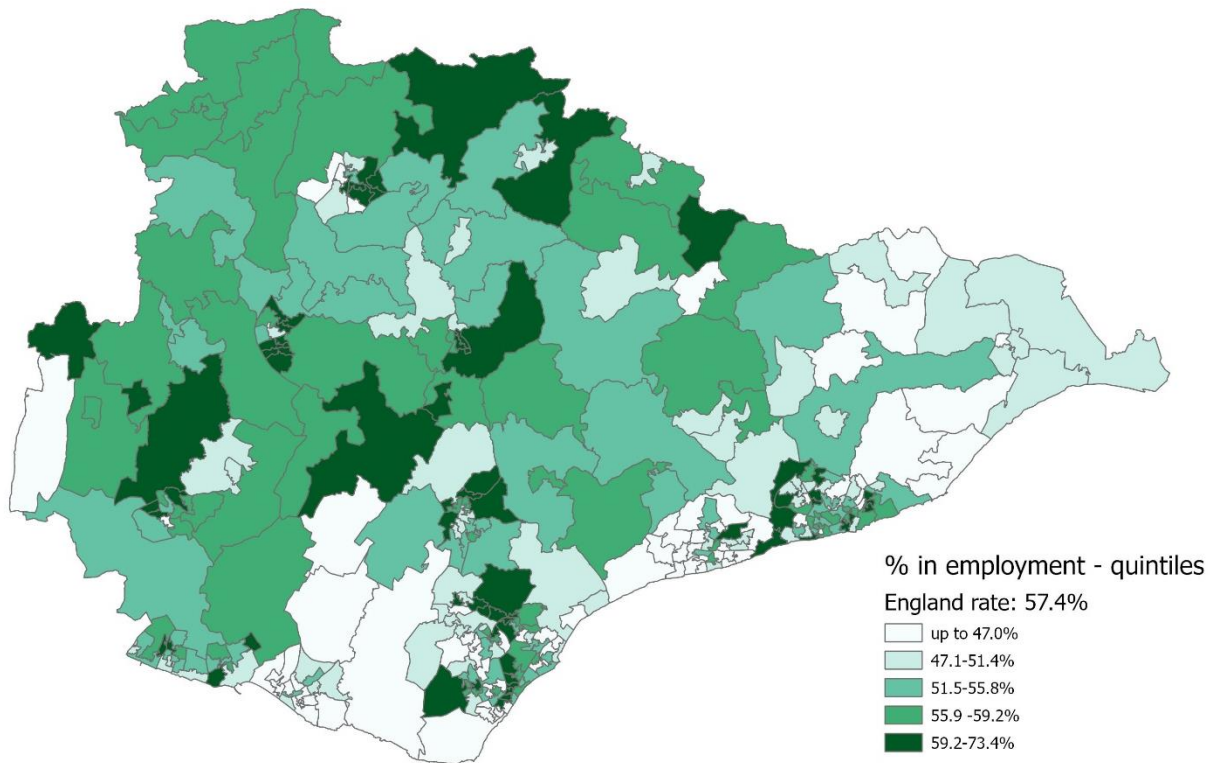 % in employment - quintiles
England rate: 57.4%
up to 47.0%
47.1-51.4%
51.5-55.8%
55.9 -59.2%
59.2-73.4%